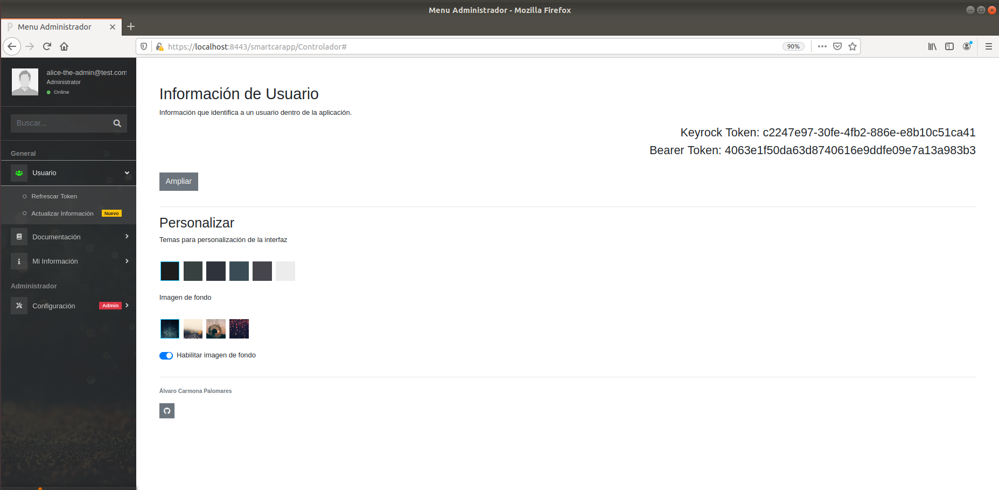 Menu Administrador - Mozilla Firefox
P Menu Administrador
https://localhost:8443/smartcarapp/Controlador#
90%
alice-the-admin@test.com
Administrator
Online
Buscar...
General
Usuario
Refrescar Token
Actualizar Información Nuevo
Documentación
Mi Información
Administrador
Configuración Admin
Información de Usuario
Información que identifica a un usuario dentro de la aplicación.
Keyrock Token: c2247e97-30fe-4fb2-886e-e8b10c51ca41
Bearer Token: 4063e1f50da63d8740616e9ddfe09e7a13a983b3
Ampliar
Personalizar
Temas para personalización de la interfaz
Imagen de fondo
Habilitar imagen de fondo
Álvaro Carmona Palomares